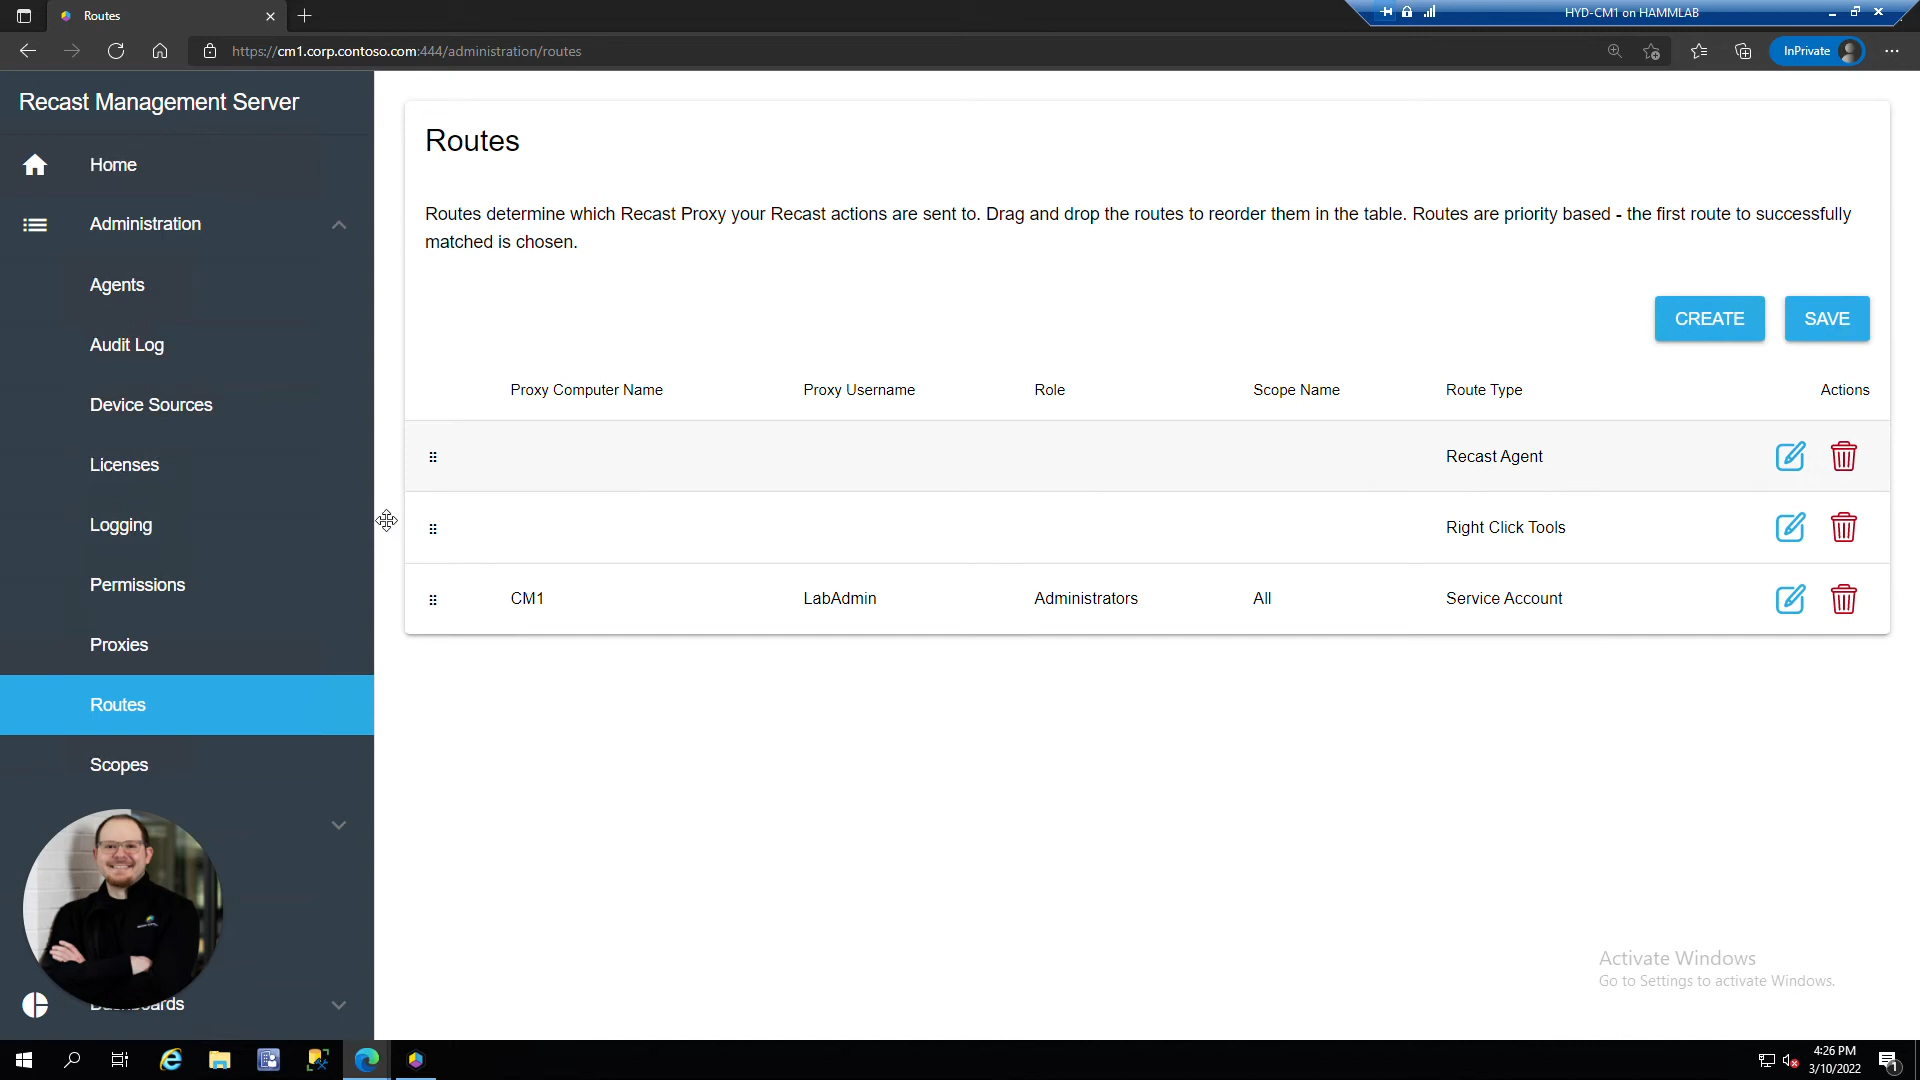 Routes
HYD-CM1 on HAMMLAB
https://cm1.corp.contoso.com:444/administration/routes
InPrivate
Recast Management Server
Home
Administration
Agents
Audit Log
Device Sources
Licenses
Logging
Permissions
Proxies
Routes
Scopes
Routes
Routes determine which Recast Proxy your Recast actions are sent to. Drag and drop the routes to reorder them in the table. Routes are priority based - the first route to successfully
matched is chosen.
CREATE SAVE
Proxy Computer Name Proxy Username Role Scope Name Route Type Actions
Recast Agent
Right Click Tools
CM1 LabAdmin Administrators All Service Account
Activate Windows
Go to Settings to activate Windows.
4:26 PM
3/10/2022
1